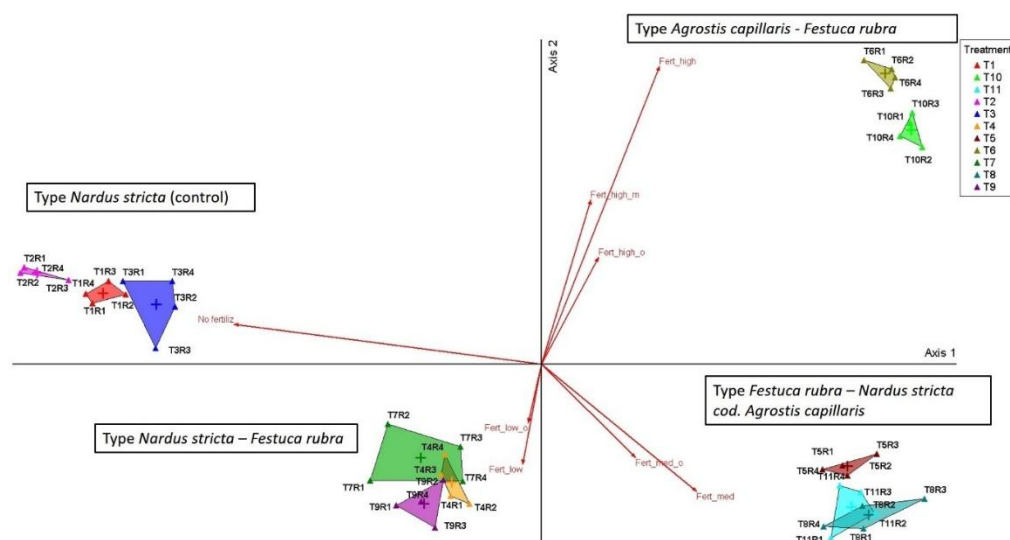 Type Agrostis capillaris - Festuca rubra
Axis 2
Fert_high
T6R1
T6R2
T6R4
T6R3
T10R3
T10R1
T10R4
T10R2
Treatment
T1
T10
T11
T2
T3
T4
T5
T6
T7
T8
T9
Type Nardus stricta (control)
Fert_high_m
Fert_high_o
T2R1
T2R4
T2R2
T2R3
T1R3
T1R4
T1R2
T1R1
T3R1
T3R4
T3R2
T3R3
No fertiliz
Axis 1
Type Festuca rubra – Nardus stricta
cod. Agrostis capillaris
Type Nardus stricta – Festuca rubra
Fert_low_o
Fert_low
Fert_med_o
Fert_med
T7R2
T7R3
T4R4
T4R3
T7R1
T9R2
T7R4
T9R4
T9R1
T4R1
T4R2
T9R3
T5R1
T5R3
T5R4
T5R2
T11R4
T11R3
T8R3
T8R2
T11R2
T8R4
T8R1
T11R1